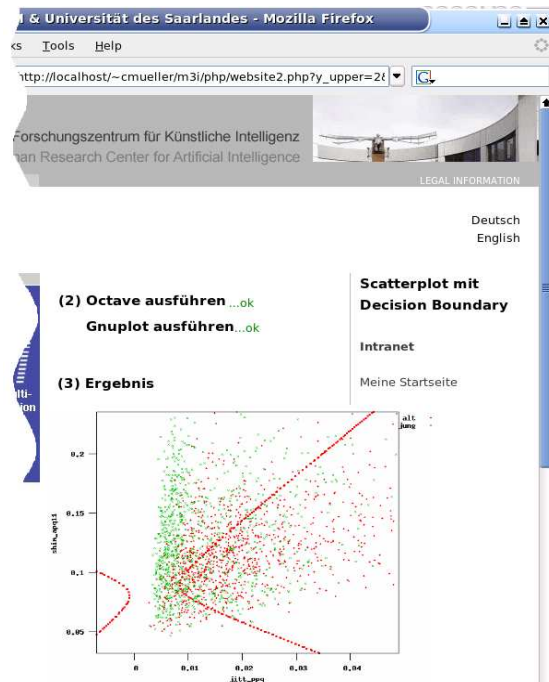 & Universität des Saarlandes - Mozilla Firefox
Tools Help
http://localhost/~cmueller/m3i/php/website2.php?y_upper=2
Forschungszentrum für Künstliche Intelligenz
Research Center for Artificial Intelligence
LEGAL INFORMATION
Deutsch
English
(2) Octave ausführen ...ok
Gnuplot ausführen...ok
(3) Ergebnis
Scatterplot mit
Decision Boundary
Intranet
Meine Startseite
alt
jung
0,2
0,15
0,1
0,05
shim_apq11
0 0,01 0,02 0,03 0,04
jitt_ppq